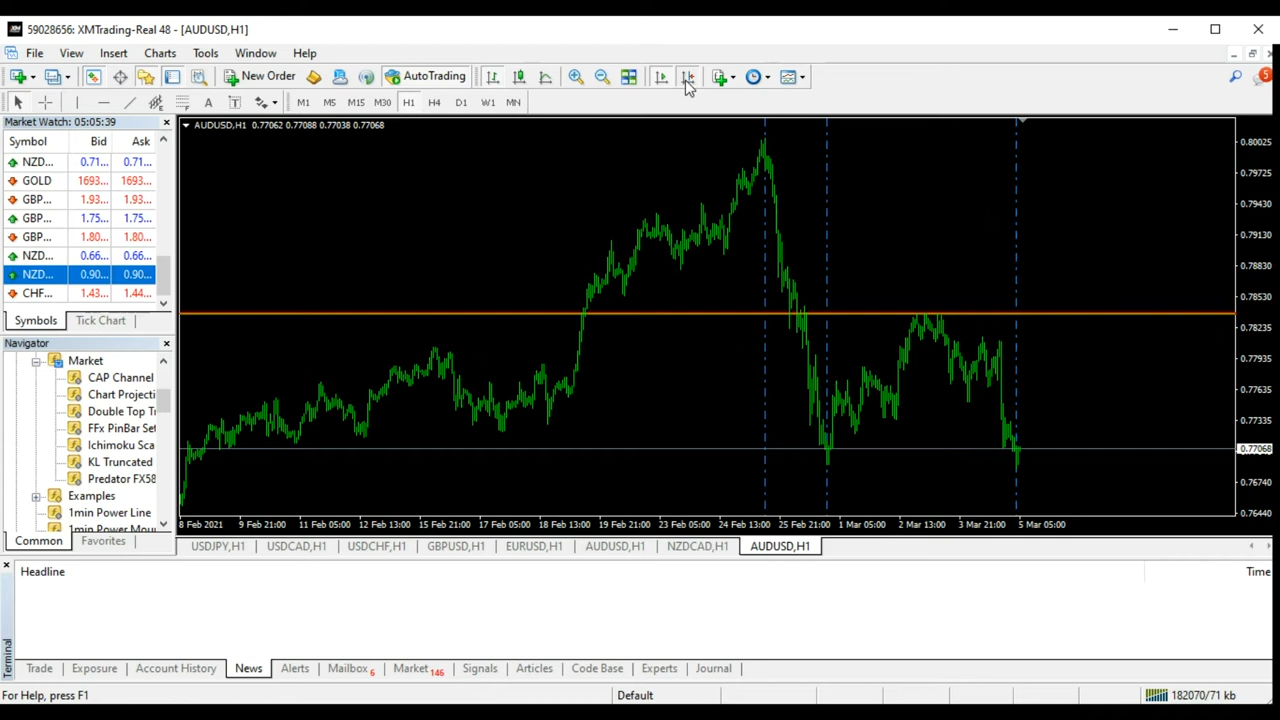 59028656: XMTrading-Real 48 - [AUDUSD,H1]
File View Insert Charts Tools Window Help
New Order AutoTrading 5
A T M1 M5 M15 M30 H1 H4 D1 W1 MN
Market Watch: 05:05:39
Symbol Bid Ask
NZD... 0.71... 0.71...
GOLD 1693... 1693...
GBP... 1.93... 1.93...
GBP... 1.75... 1.75...
GBP... 1.80... 1.80...
NZD... 0.66... 0.66...
NZD... 0.90... 0.90...
CHF... 1.43... 1.44...
Symbols Tick Chart
Navigator
Market
CAP Channel
Chart Projecti
Double Top Tr
FFx PinBar Set
Ichimoku Sca
KL Truncated
Predator FX58
Examples
1min Power Line
1min Power Mou
Common Favorites
AUDUSD,H1 0.77062 0.77088 0.77038 0.77068
0.80025
0.79725
0.79430
0.79130
0.78830
0.78530
0.78235
0.77935
0.77635
0.77335
0.77068
0.76740
0.76440
8 Feb 2021 9 Feb 21:00 11 Feb 05:00 12 Feb 13:00 15 Feb 21:00 17 Feb 05:00 18 Feb 13:00 19 Feb 21:00 23 Feb 05:00 24 Feb 13:00 25 Feb 21:00 1 Mar 05:00 2 Mar 13:00 3 Mar 21:00 5 Mar 05:00
USDJPY,H1 USDCAD,H1 USDCHF,H1 GBPUSD,H1 EURUSD,H1 AUDUSD,H1 NZDCAD,H1 AUDUSD,H1
Headline Time
Terminal
Trade Exposure Account History News Alerts Mailbox 6 Market 146 Signals Articles Code Base Experts Journal
For Help, press F1 Default 182070/71 kb